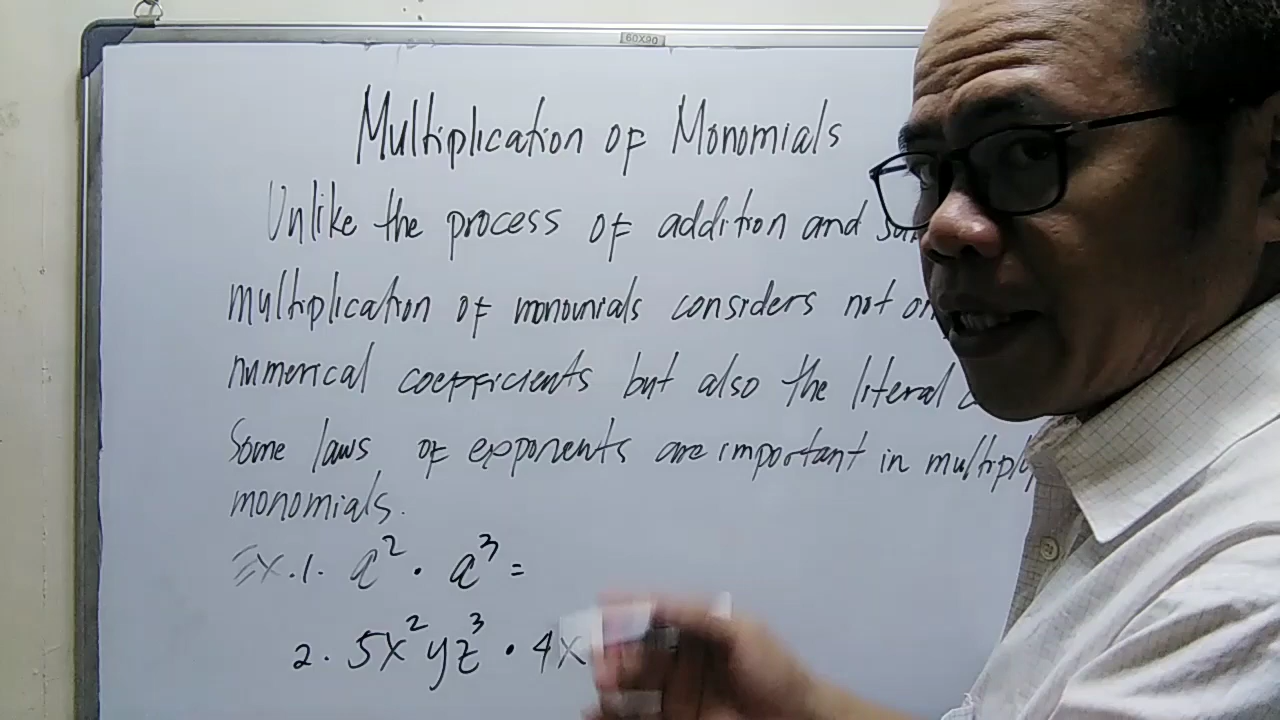 60X90
Multiplication of Monomials
Unlike the process of addition and
multiplication of monomials considers not
numerical coefficients but also the literal
Some laws of exponents are important in multiply
monomials.
Ex. 1. a² · a³ =
2. 5x²yz³ · 4x